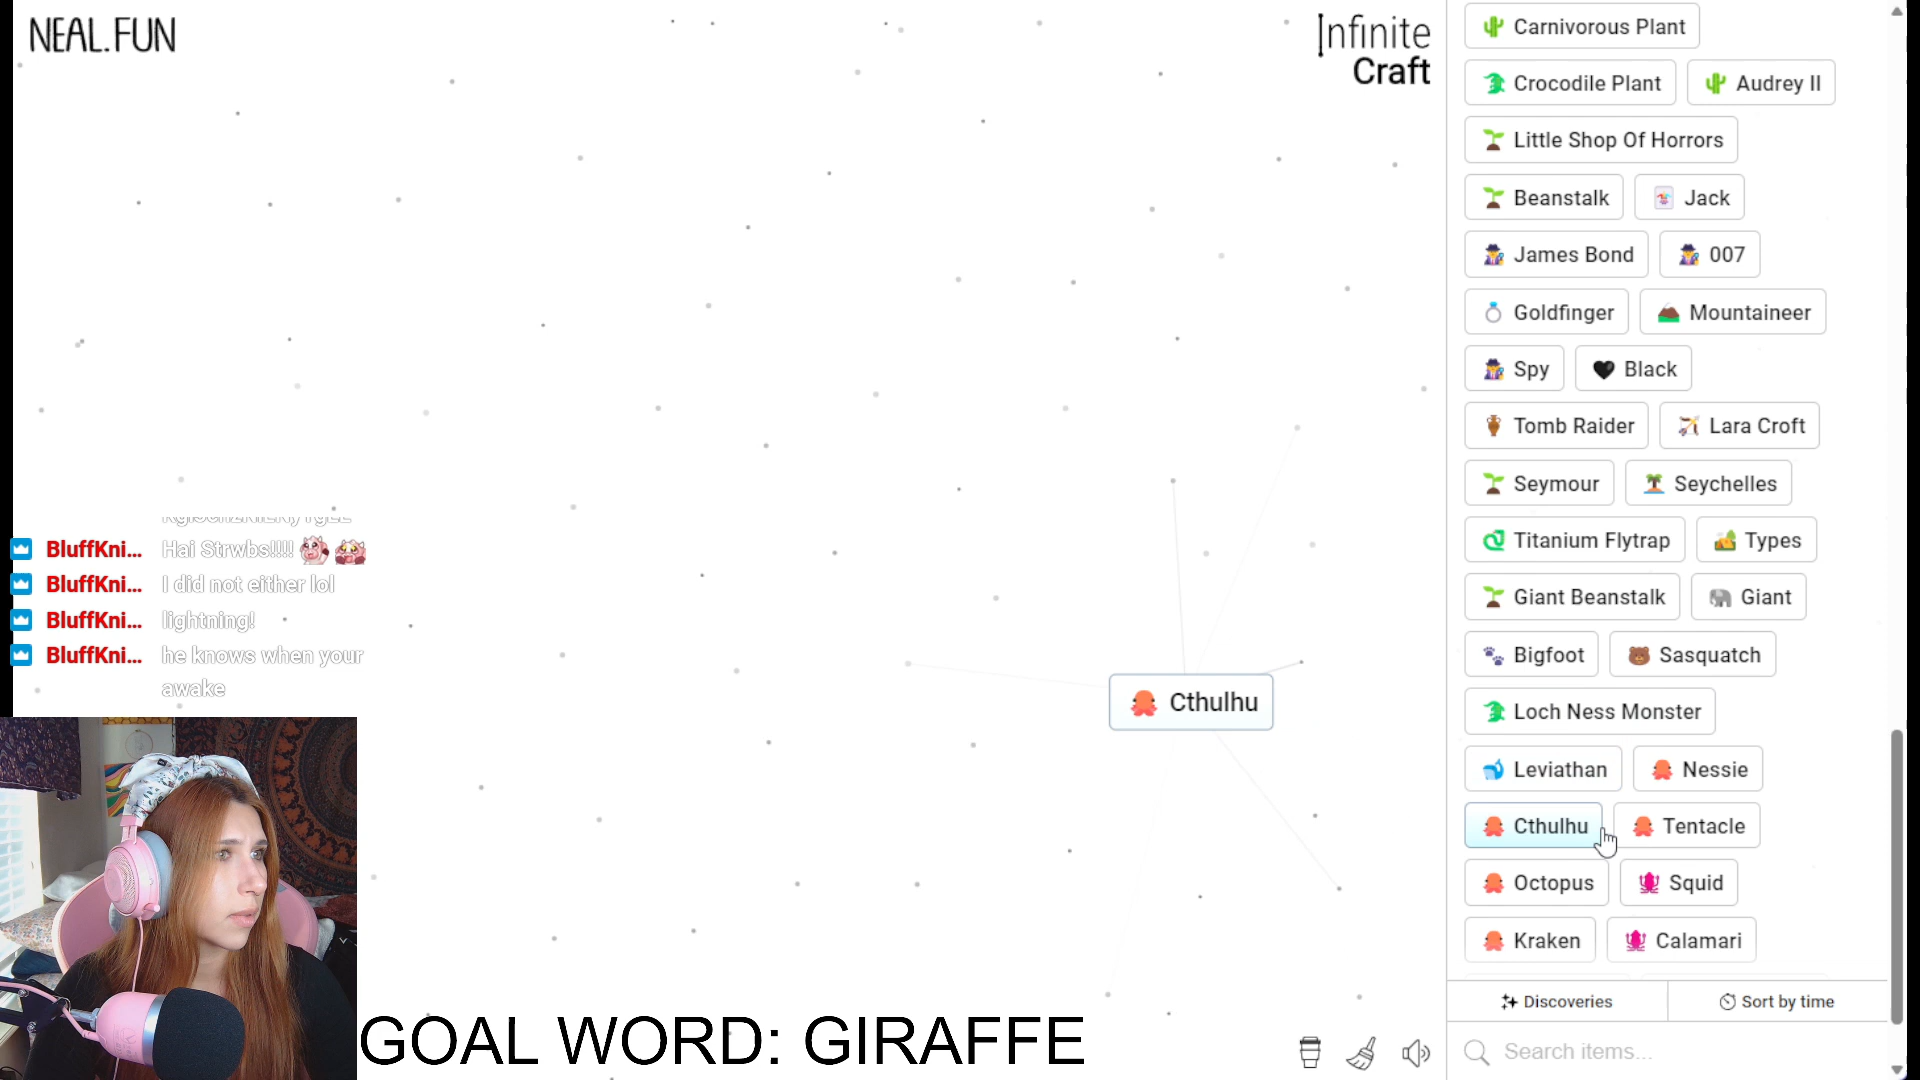 NEAL.FUN
Infinite
Craft
Carnivorous Plant
Crocodile Plant
Audrey II
Little Shop Of Horrors
Beanstalk
Jack
James Bond
007
Goldfinger
Mountaineer
Spy
Black
Tomb Raider
Lara Croft
Seymour
Seychelles
Titanium Flytrap
Types
Giant Beanstalk
Giant
Bigfoot
Sasquatch
Loch Ness Monster
Leviathan
Nessie
Cthulhu
Tentacle
Octopus
Squid
Kraken
Calamari
Discoveries
Sort by time
Search items...
Cthulhu
BluffKni... Hai Strwbs!!!!
BluffKni... I did not either lol
BluffKni... lightning!
BluffKni... he knows when your
awake
GOAL WORD: GIRAFFE